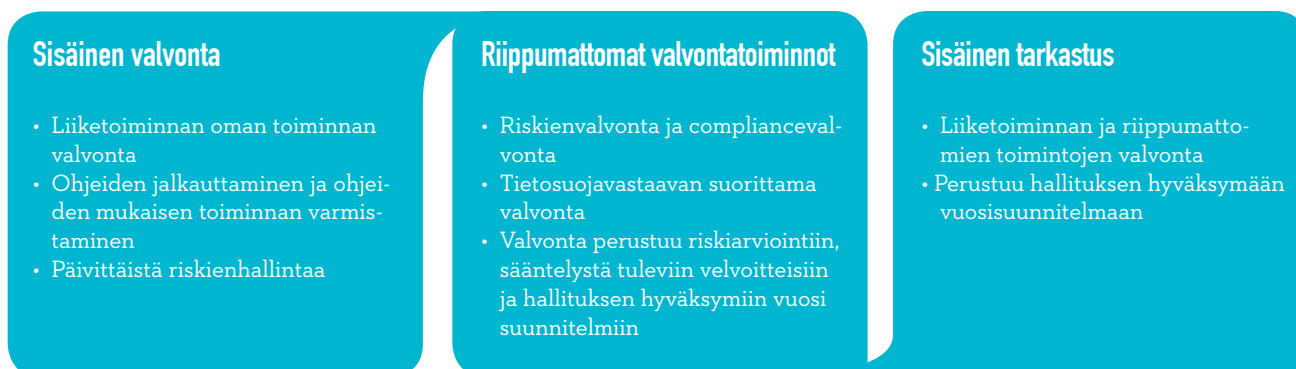 Sisäinen valvonta
• Liiketoiminnan oman toiminnan
valvonta
• Ohjeiden jalkauttaminen ja ohjei-
den mukaisen toiminnan varmis-
taminen
• Päivittäistä riskienhallintaa
Riippumattomat valvontatoiminnot
• Riskienvalvonta ja complianceval-
vonta
• Tietosuojavastaavan suorittama
valvonta
• Valvonta perustuu riskiarviointiin,
sääntelystä tuleviin velvoitteisiin
ja hallituksen hyväksymiin vuosi
suunnitelmiin
Sisäinen tarkastus
• Liiketoiminnan ja riippumatto-
mien toimintojen valvonta
• Perustuu hallituksen hyväksymään
vuosisuunnitelmaan